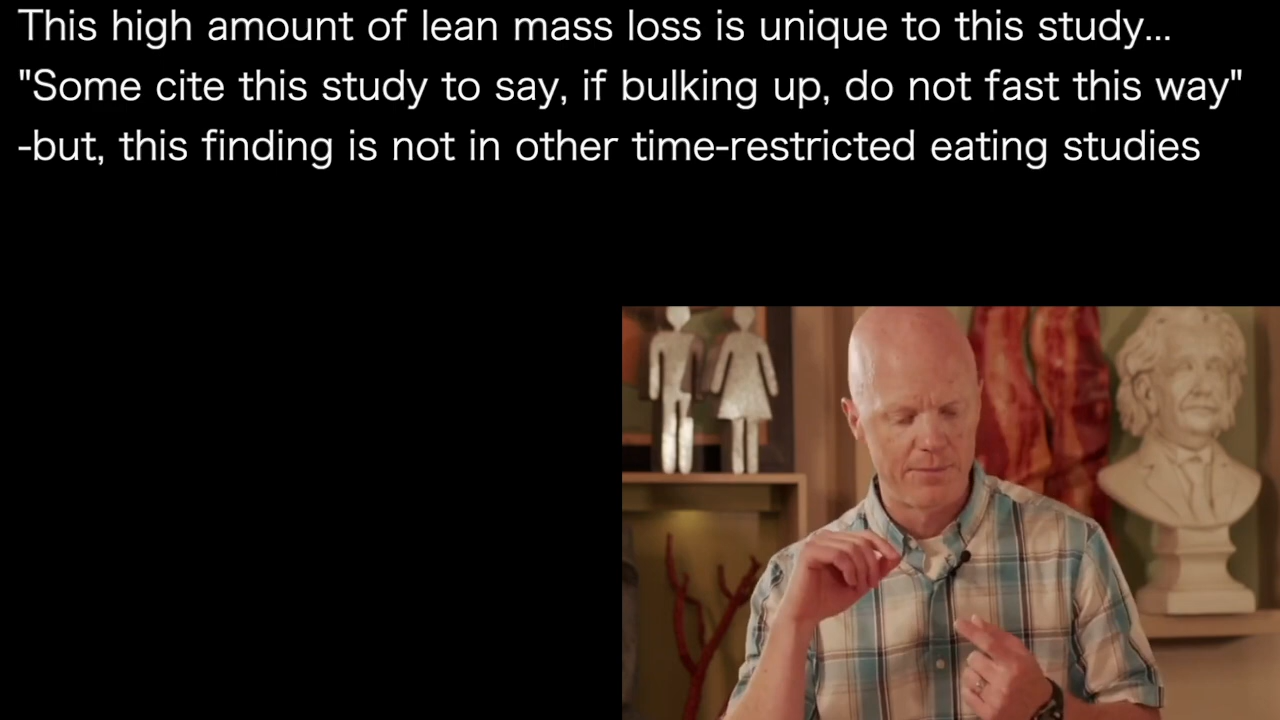 This high amount of lean mass loss is unique to this study...
"Some cite this study to say, if bulking up, do not fast this way"
-but, this finding is not in other time-restricted eating studies